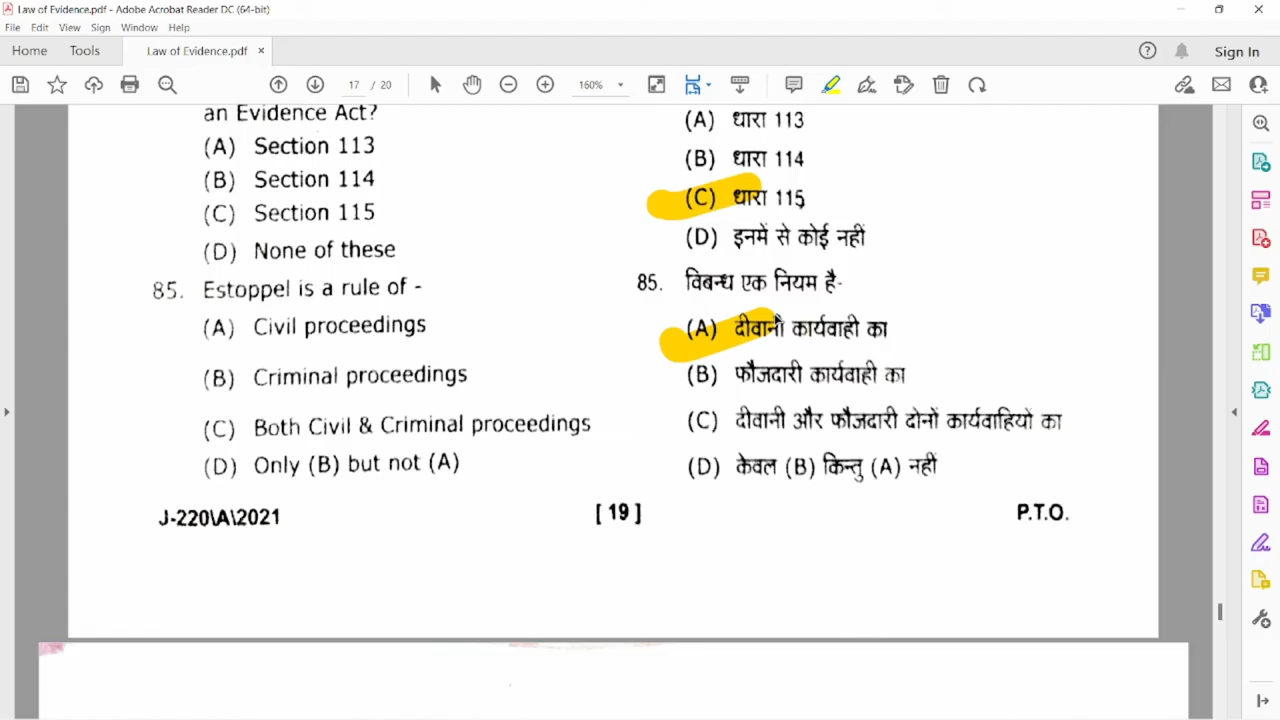 Law of Evidence.pdf - Adobe Acrobat Reader DC (64-bit)
File Edit View Sign Window Help
Home Tools Law of Evidence.pdf × Sign In
17 / 20 160%
an Evidence Act?
(A) Section 113
(B) Section 114
(C) Section 115
(D) None of these
85. Estoppel is a rule of -
(A) Civil proceedings
(B) Criminal proceedings
(C) Both Civil & Criminal proceedings
(D) Only (B) but not (A)
(A) धारा 113
(B) धारा 114
(C) धारा 115
(D) इनमें से कोई नहीं
85. विबन्ध एक नियम है-
(A) दीवानी कार्यवाही का
(B) फौजदारी कार्यवाही का
(C) दीवानी और फौजदारी दोनों कार्यवाहियों का
(D) केवल (B) किन्तु (A) नहीं
J-220\A\2021 [ 19 ] P.T.O.